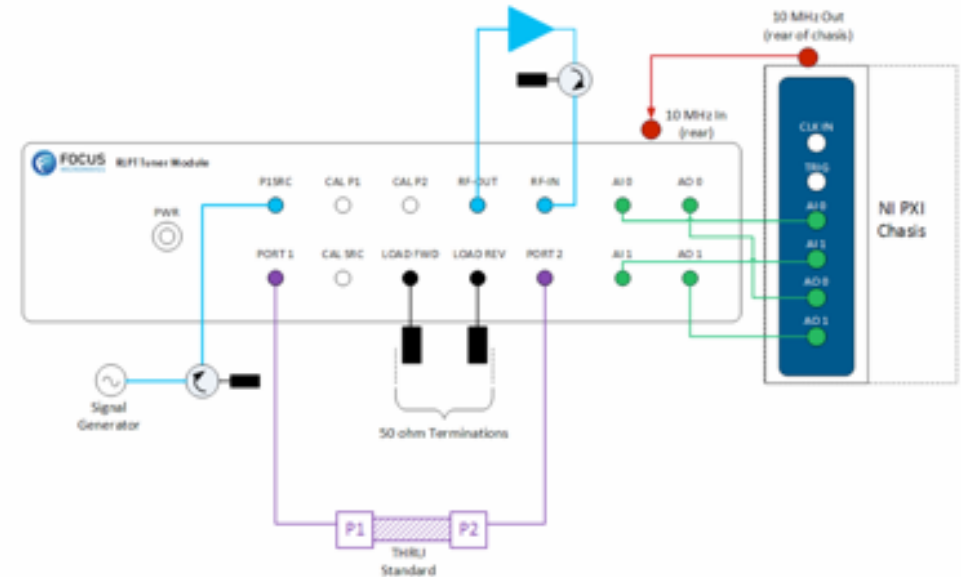 10 MHz Out
(rear of chasis)
10 MHz In
(rear)
FOCUS
MICROWAVES
Tuner Module
CLK IN
TRIG
AI 0
AI 1
AO 0
AO 1
NI PXI
Chasis
P1SRC
CAL P1
CAL P2
RF-OUT
RF-IN
AI 0
AO 0
PWR
PORT 1
CAL SRC
LOAD FWD
LOAD REV
PORT 2
AI 1
AO 1
Signal
Generator
50 ohm Terminations
P1
P2
THRU
Standard